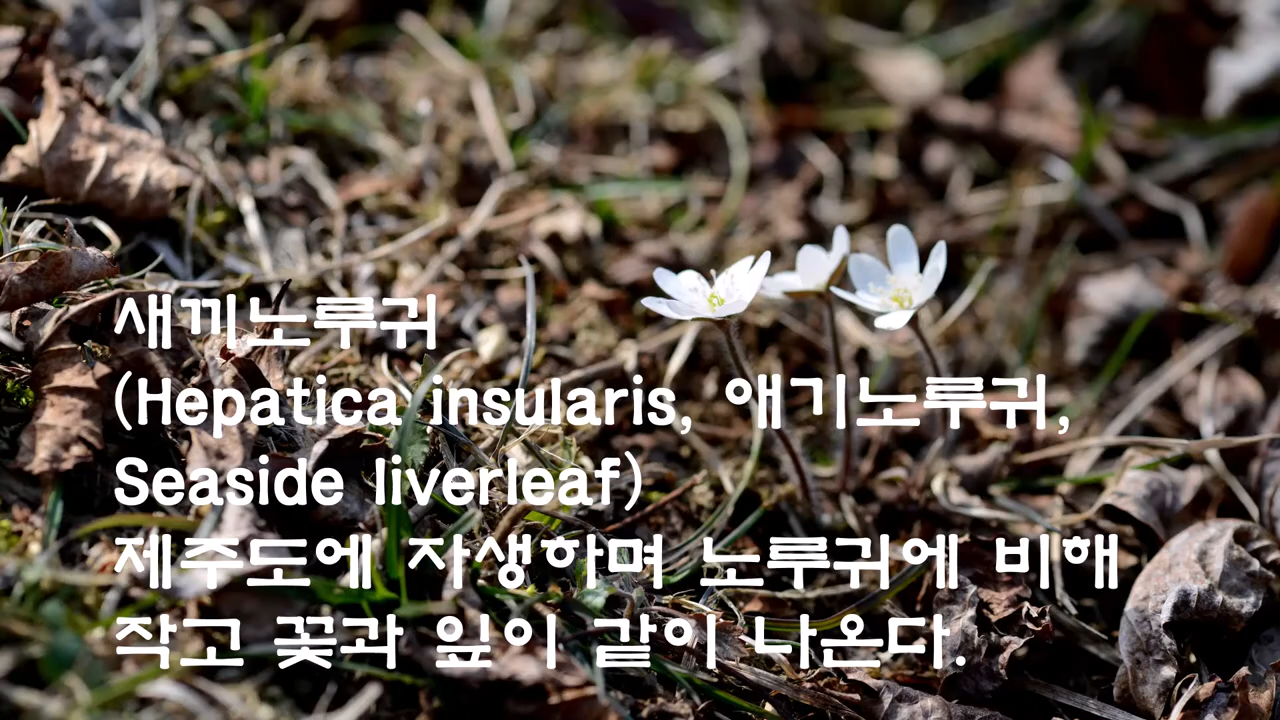 새끼노루귀
(Hepatica insularis, 애기노루귀,
Seaside liverleaf)
제주도에 자생하며 노루귀에 비해
작고 꽃과 잎이 같이 나온다.